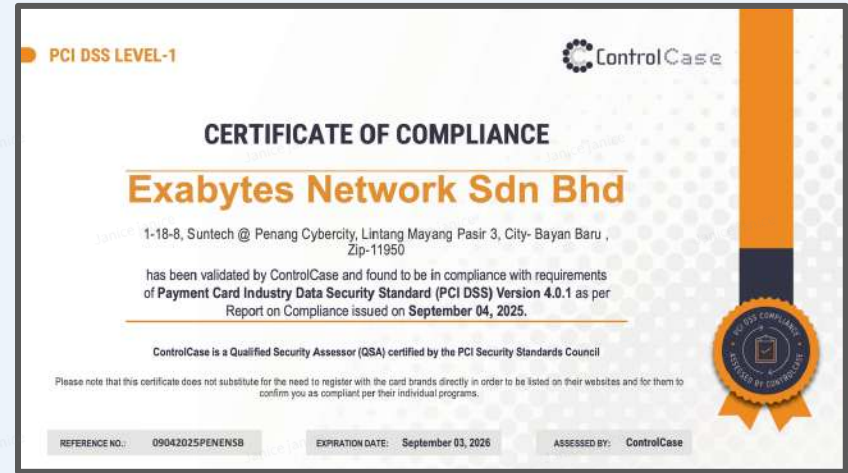 PCI DSS LEVEL-1
ControlCase
CERTIFICATE OF COMPLIANCE
Exabytes Network Sdn Bhd
1-18-8, Suntech @ Penang Cybercity, Lintang Mayang Pasir 3, City- Bayan Baru ,
Zip-11950
has been validated by ControlCase and found to be in compliance with requirements
of Payment Card Industry Data Security Standard (PCI DSS) Version 4.0.1 as per
Report on Compliance issued on September 04, 2025.
ControlCase is a Qualified Security Assessor (QSA) certified by the PCI Security Standards Council
Please note that this certificate does not substitute for the need to register with the card brands directly in order to be listed on their websites and for them to
confirm you as compliant per their individual programs.
PCI DSS COMPLIANCE
ASSESSED BY CONTROLCASE
REFERENCE NO.: 09042025PENENSB EXPIRATION DATE: September 03, 2026 ASSESSED BY: ControlCase